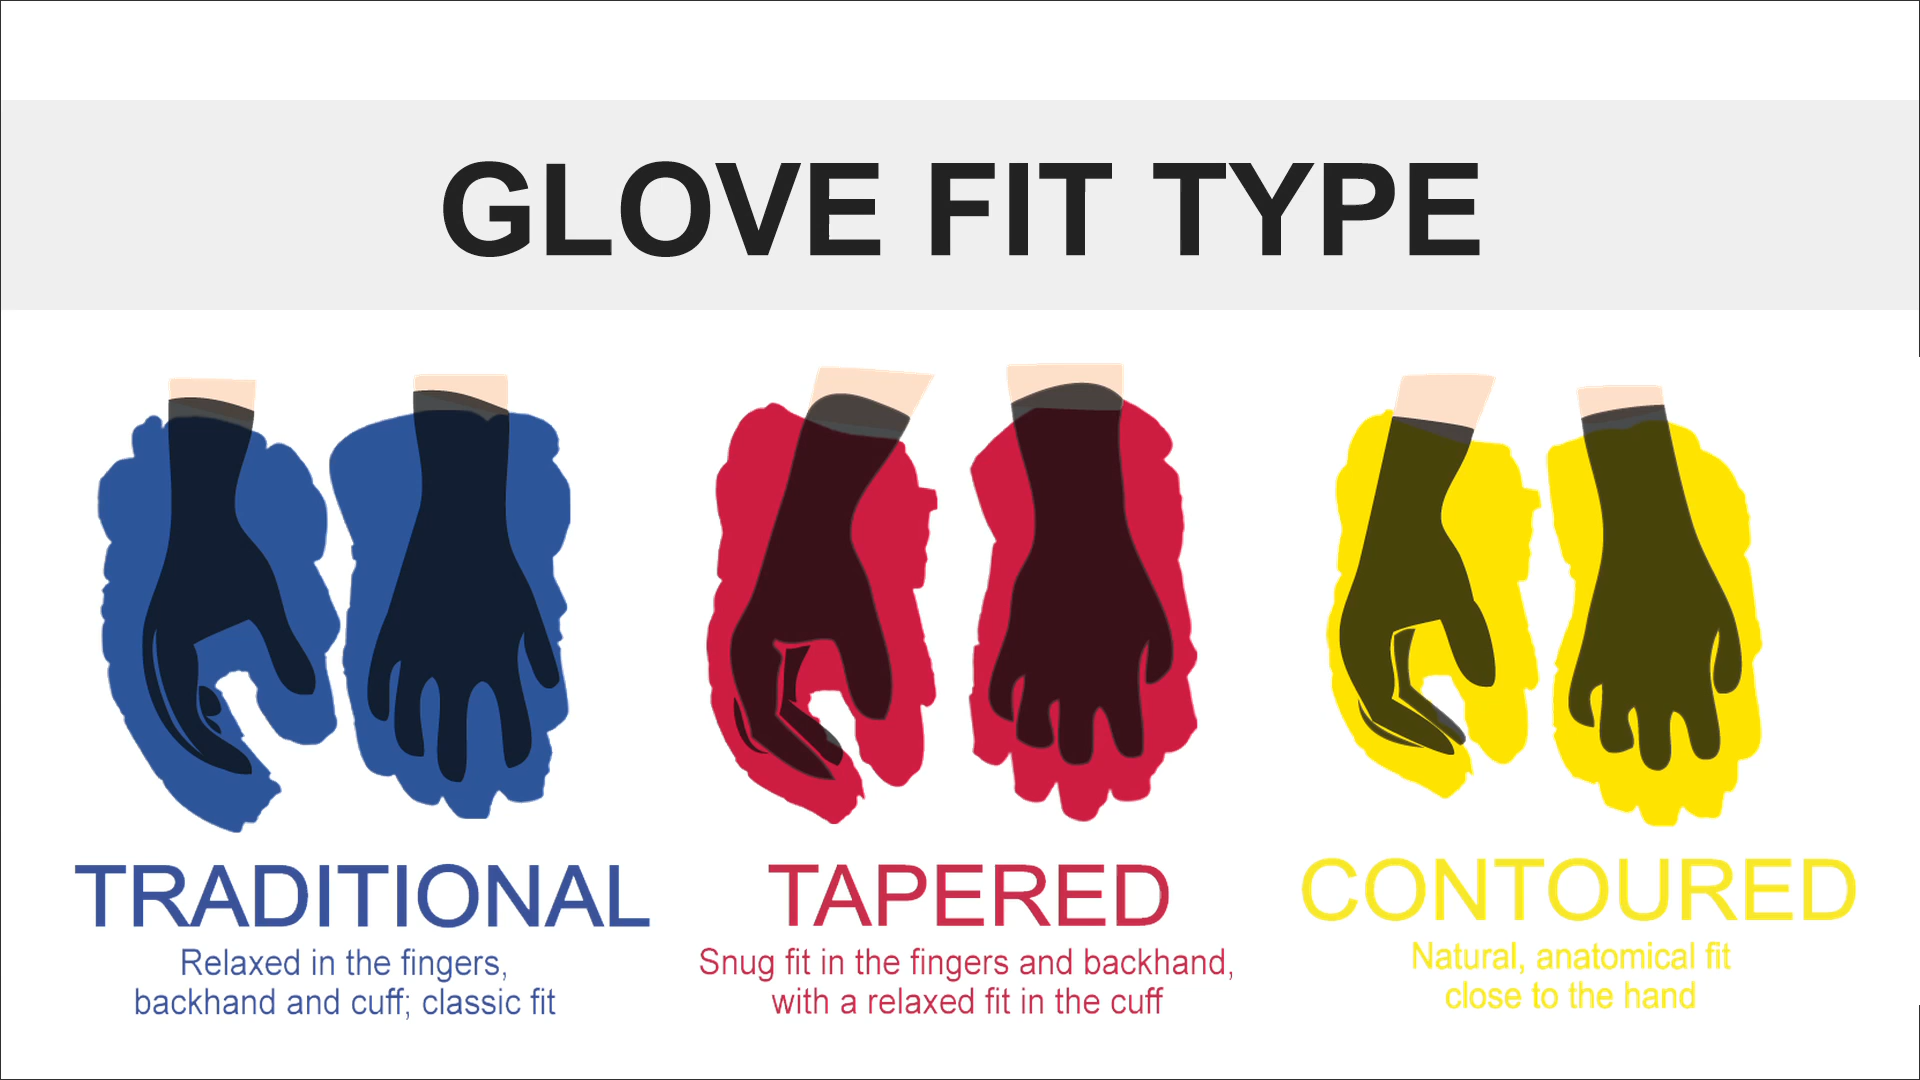 GLOVE FIT TYPE
TRADITIONAL
Relaxed in the fingers,
backhand and cuff; classic fit
TAPERED
Snug fit in the fingers and backhand,
with a relaxed fit in the cuff
CONTOURED
Natural, anatomical fit
close to the hand